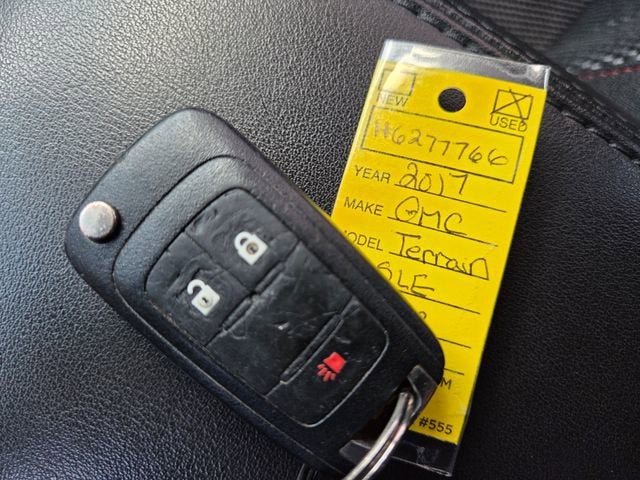 NEW
USED
H6277766
YEAR 2017
MAKE GMC
MODEL Terrain
SLE
#555